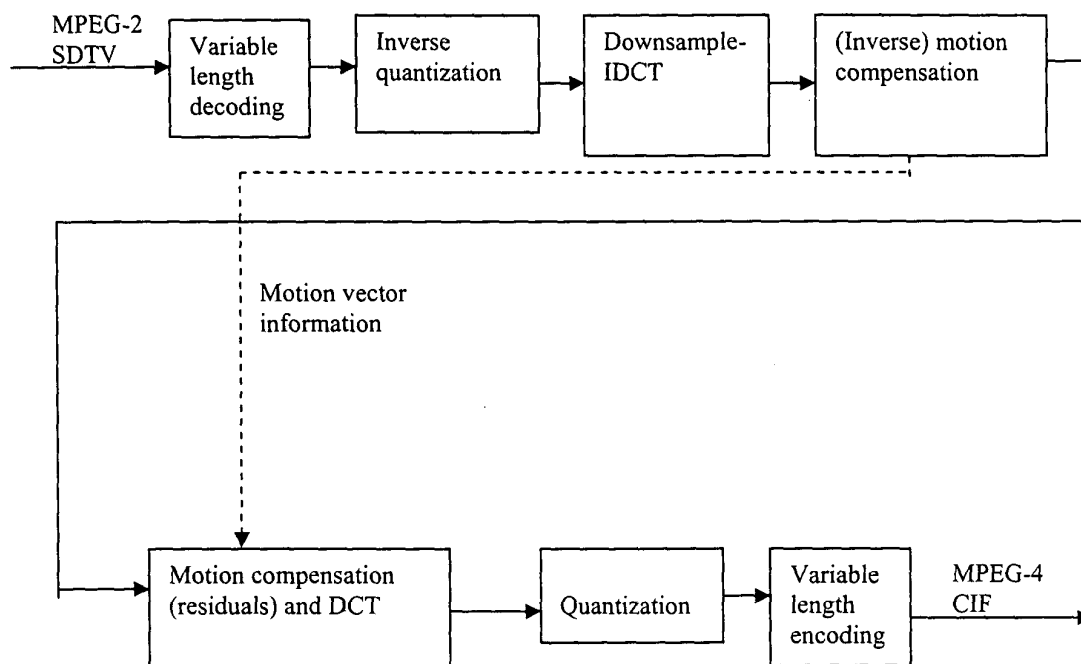 MPEG-2
SDTV
Variable
length
decoding
Inverse
quantization
Downsample-
IDCT
(Inverse) motion
compensation
Motion vector
information
Motion compensation
(residuals) and DCT
Quantization
Variable
length
encoding
MPEG-4
CIF